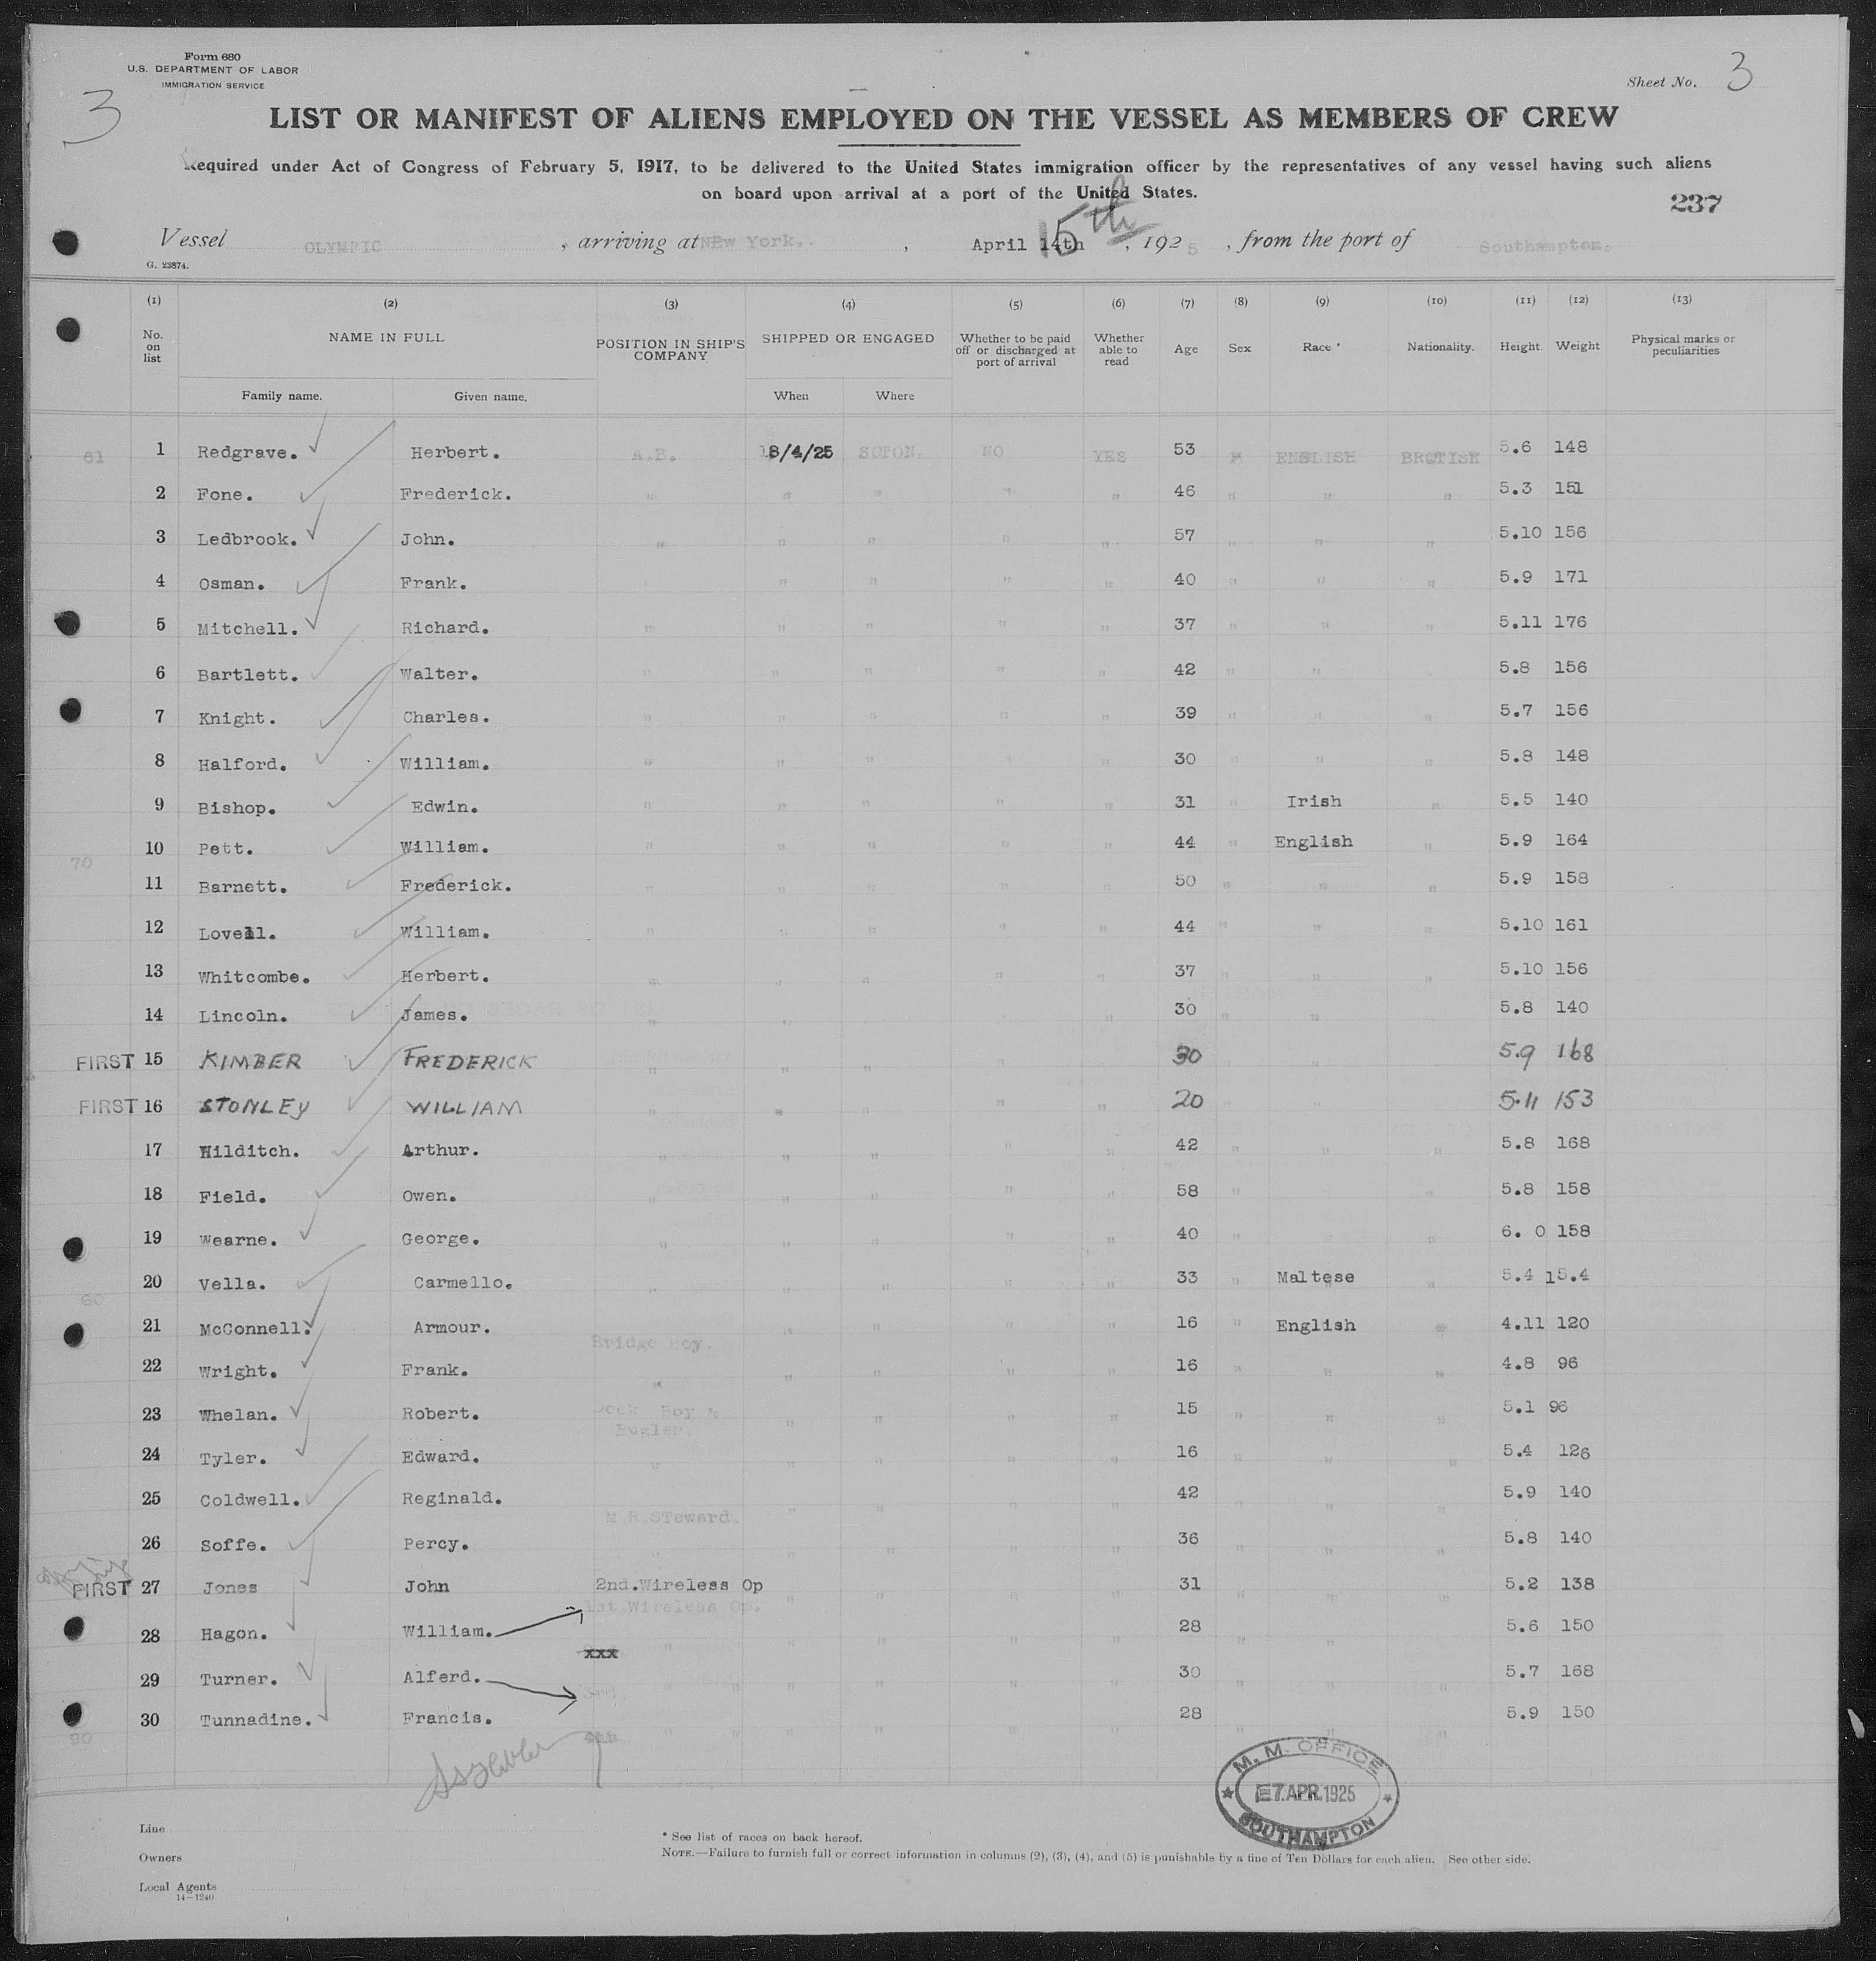 Form 680
U.S. DEPARTMENT OF LABOR
IMMIGRATION SERVICE
3
Sheet No. 3
LIST OR MANIFEST OF ALIENS EMPLOYED ON THE VESSEL AS MEMBERS OF CREW
Required under Act of Congress of February 5, 1917, to be delivered to the United States immigration officer by the representatives of any vessel having such aliens
on board upon arrival at a port of the United States.
237
15th
Vessel OLYMPIC , arriving at NEw York. , April 14th , 1925 , from the port of Southampton.
G. 23874.
(1) (2) (3) (4) (5) (6) (7) (8) (9) (10) (11) (12) (13)
No. on list NAME IN FULL POSITION IN SHIP'S COMPANY SHIPPED OR ENGAGED Whether to be paid off or discharged at port of arrival Whether able to read Age Sex Race * Nationality. Height. Weight Physical marks or peculiarities
Family name. Given name. When Where
61 1 Redgrave. Herbert. A.B. 8/4/25 SOTON. NO YES 53 M ENGLISH BRITISH 5.6 148
2 Fone. Frederick. " " " " " 46 " " " 5.3 151
3 Ledbrook. John. " " " " " 57 " " " 5.10 156
4 Osman. Frank. " " " " 40 " " " 5.9 171
5 Mitchell. Richard. " " " " " 37 " " " 5.11 176
6 Bartlett. Walter. " " " " " 42 " " 5.8 156
7 Knight. Charles. " " " " " 39 " " " 5.7 156
8 Halford. William. " " " " " 30 " " " 5.8 148
9 Bishop. Edwin. " " " " " 31 " Irish " 5.5 140
70 10 Pett. William. " " " " " 44 " English " 5.9 164
11 Barnett. Frederick. " " " " " 50 " " " 5.9 158
12 Lovell. William. " " " " " 44 " " " 5.10 161
13 Whitcombe. Herbert. " " " " " 37 " " " 5.10 156
14 Lincoln. James. " " " " " 30 " " 5.8 140
FIRST 15 KIMBER FREDERICK " " " " " 30 " 5.9 168
FIRST 16 STONLEY WILLIAM " " " " 20 " " 5.11 153
17 Hilditch. Arthur. " " " " " 42 " " " 5.8 168
18 Field. Owen. " " " " " 58 " " 5.8 158
19 Wearne. George. " " " " " 40 " " 6. 0 158
20 Vella. Carmello. " " " " " 33 " Maltese " 5.4 15.4
21 McConnell. Armour. Bridge Boy. " " " " 16 " English " 4.11 120
22 Wright. Frank. " " " " " 16 " " " 4.8 96
23 Whelan. Robert. Deck Boy & Bugler. " " " " 15 " " " 5.1 96
24 Tyler. Edward. " " " " " 16 " " " 5.4 126
25 Coldwell. Reginald. M.R.STeward. " " " " 42 " " " 5.9 140
26 Soffe. Percy. " " " " " 36 " " " 5.8 140
FIRST 27 Jones John 2nd.Wireless Op " " " " 31 " " " 5.2 138
28 Hagon. William. 1st.Wireless Op. " " " " 28 " " 5.6 150
xxx
29 Turner. Alferd. " " " " " 30 " " " 5.7 168
90 30 Tunnadine. Francis. " " " " " 28 " " " 5.9 150
M. M. OFFICE
7 APR 1925
SOUTHAMPTON
Line
Owners
Local Agents
14—1240
* See list of races on back hereof.
NOTE.—Failure to furnish full or correct information in columns (2), (3), (4), and (5) is punishable by a fine of Ten Dollars for each alien. See other side.